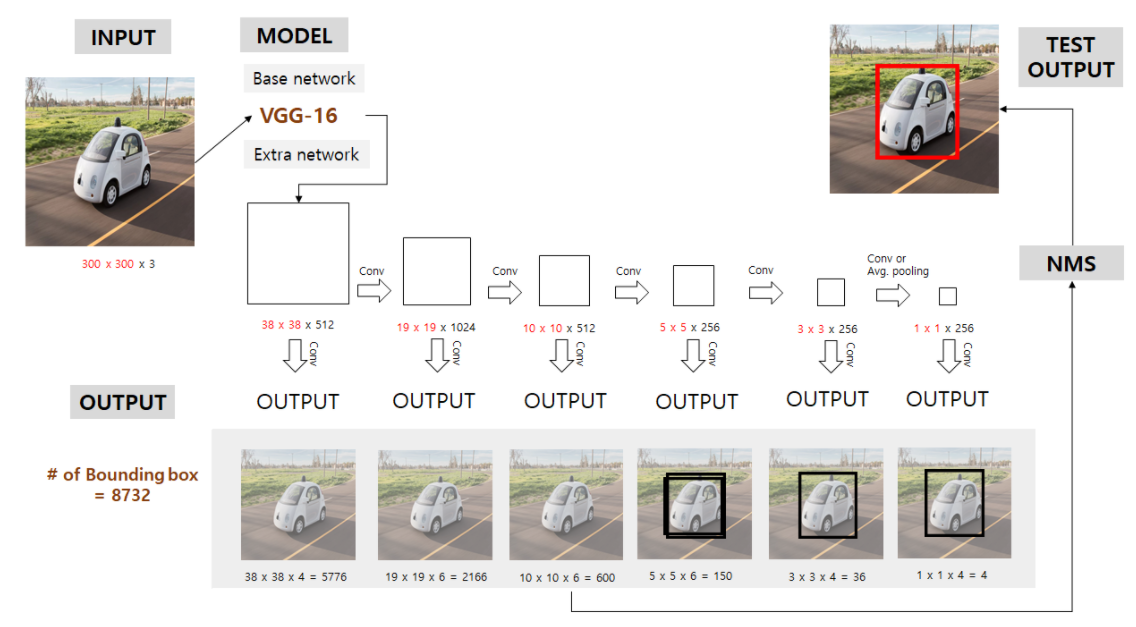 INPUT
MODEL
Base network
VGG-16
Extra network
TEST
OUTPUT
300 x 300 x 3
NMS
Conv
Conv
Conv
Conv
Conv or
Avg. pooling
38 x 38 x 512
19 x 19 x 1024
10 x 10 x 512
5 x 5 x 256
3 x 3 x 256
1 x 1 x 256
Conv
Conv
Conv
Conv
Conv
Conv
OUTPUT
OUTPUT
OUTPUT
OUTPUT
OUTPUT
OUTPUT
OUTPUT
# of Bounding box
= 8732
38 x 38 x 4 = 5776
19 x 19 x 6 = 2166
10 x 10 x 6 = 600
5 x 5 x 6 = 150
3 x 3 x 4 = 36
1 x 1 x 4 = 4